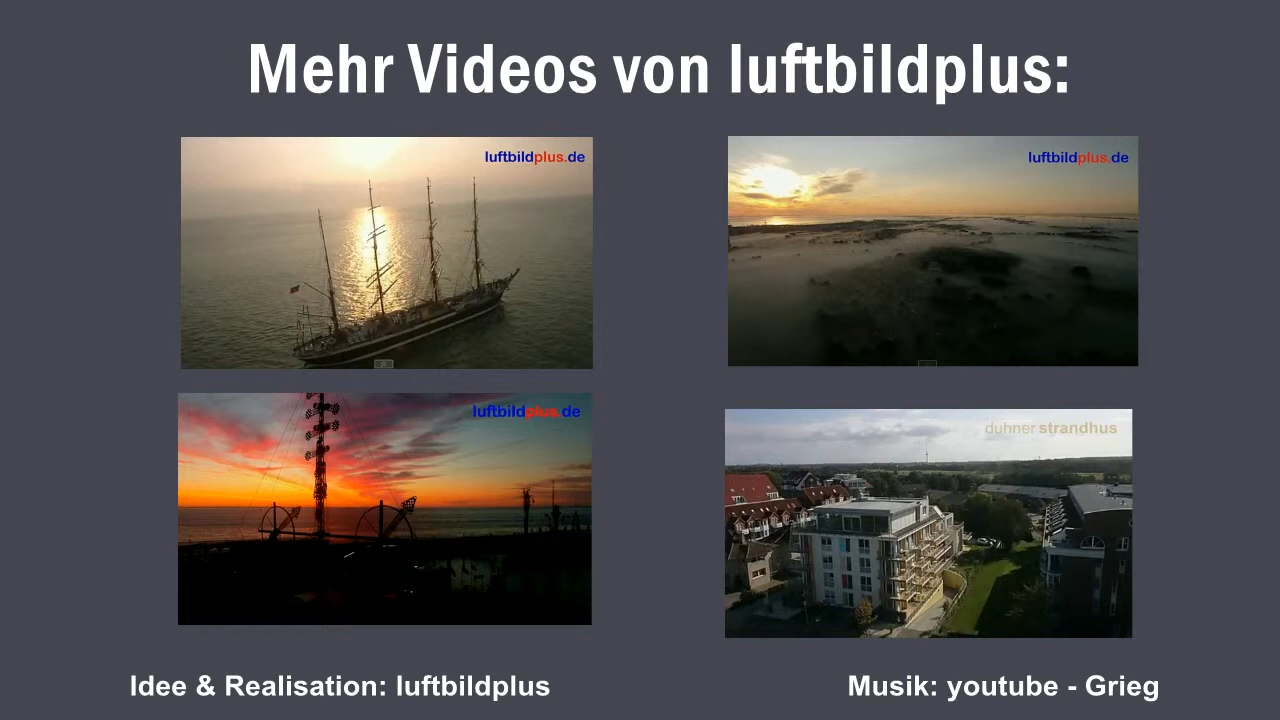 Mehr Videos von luftbildplus:
luftbildplus.de
luftbildplus.de
luftbildplus.de
duhner strandhus
Idee & Realisation: luftbildplus
Musik: youtube - Grieg